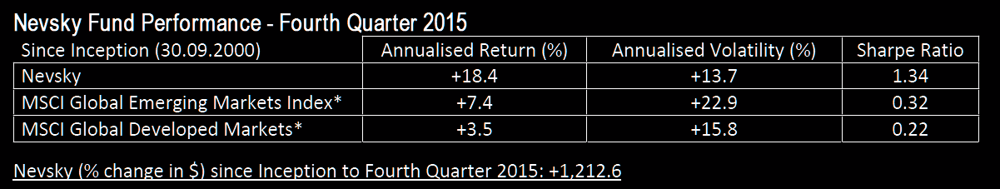 Nevsky Fund Performance - Fourth Quarter 2015
Since Inception (30.09.2000) Annualised Return (%) Annualised Volatility (%) Sharpe Ratio
Nevsky +18.4 +13.7 1.34
MSCI Global Emerging Markets Index* +7.4 +22.9 0.32
MSCI Global Developed Markets* +3.5 +15.8 0.22
Nevsky (% change in $) since Inception to Fourth Quarter 2015: +1,212.6